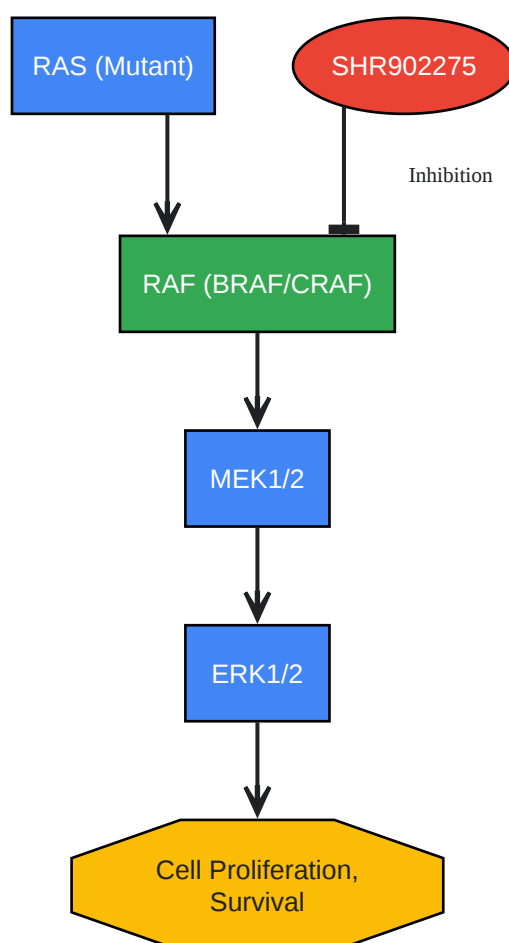 RAS (Mutant)
SHR902275
Inhibition
RAF (BRAF/CRAF)
MEK1/2
ERK1/2
Cell Proliferation,
Survival